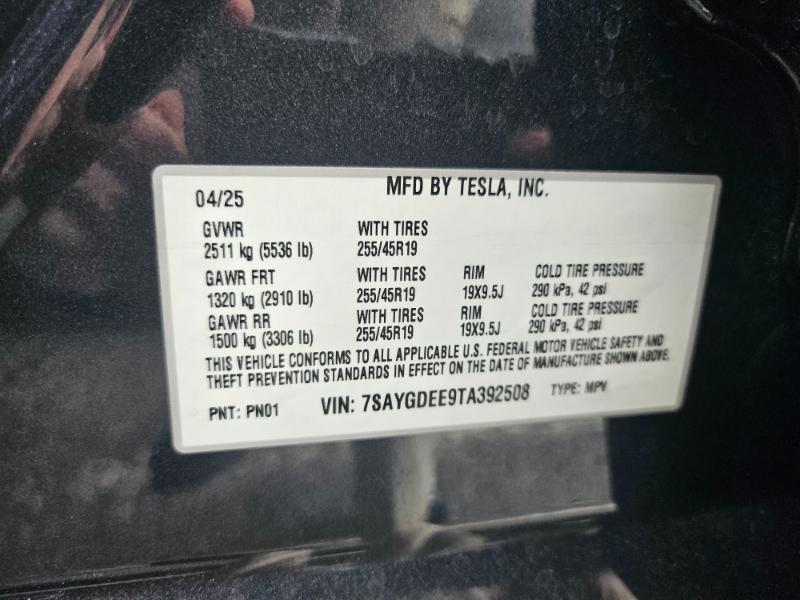 MFD BY TESLA, INC.
04/25
GVWR WITH TIRES
2511 kg (5536 lb) 255/45R19
GAWR FRT WITH TIRES RIM COLD TIRE PRESSURE
1320 kg (2910 lb) 255/45R19 19X9.5J 290 kPa, 42 psi
GAWR RR WITH TIRES RIM COLD TIRE PRESSURE
1500 kg (3306 lb) 255/45R19 19X9.5J 290 kPa, 42 psi
THIS VEHICLE CONFORMS TO ALL APPLICABLE U.S. FEDERAL MOTOR VEHICLE SAFETY AND
THEFT PREVENTION STANDARDS IN EFFECT ON THE DATE OF MANUFACTURE SHOWN ABOVE.
PNT: PN01 VIN: 7SAYGDEE9TA392508 TYPE: MPV